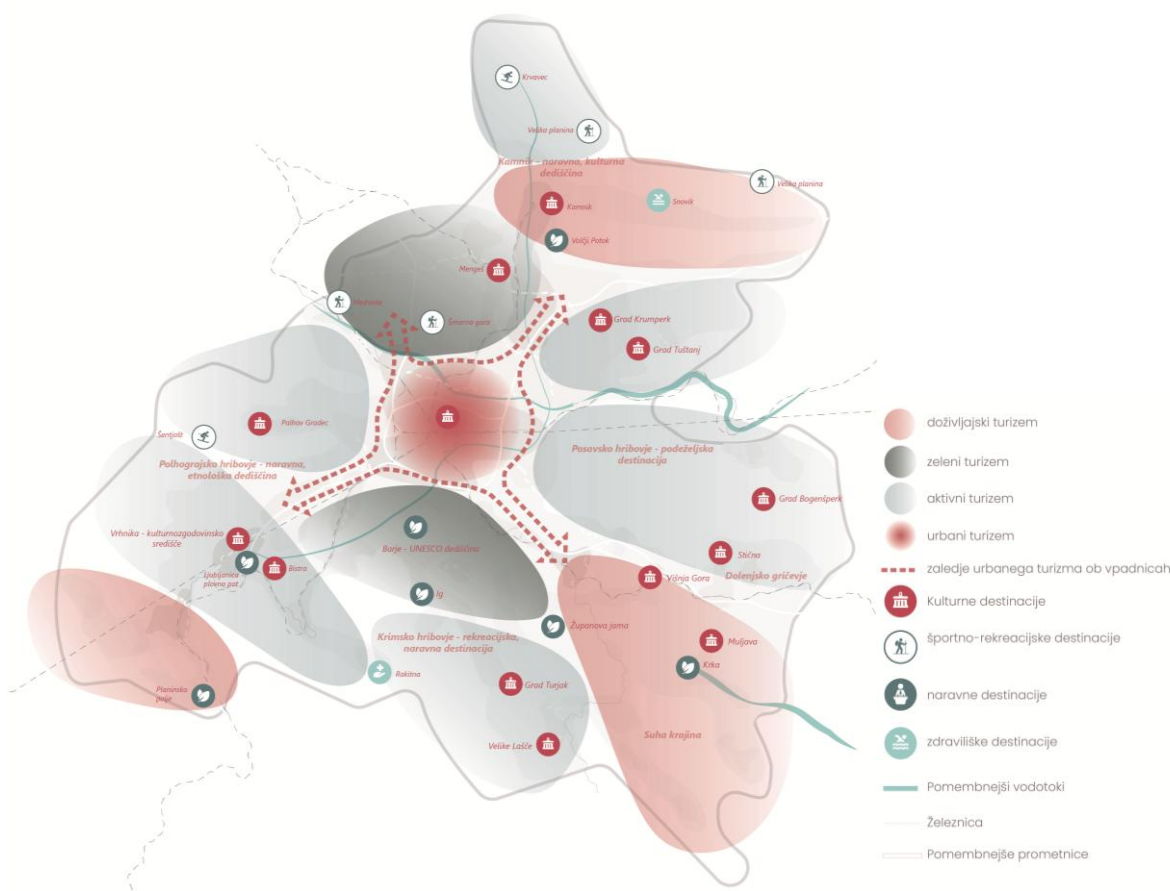 Krvavec
Velika planina
Kamnik - naravna, kulturna
dediščina
Velika planina
Kamnik
Snovik
Volčji Potok
Mengeš
Medvode
Šmarna gora
Grad Krumperk
Grad Tuštanj
Polhov Gradec
Šentjošt
Polhograjsko hribovje - naravna,
etnološka dediščina
Posavsko hribovje - podeželjska
destinacija
Grad Bogenšperk
Vrhnika - kulturnozgodovinsko
središče
Ljubljanica
plovna pot
Bistra
Barje - UNESCO dediščina
Ig
Stična
Dolenjsko gričevje
Višnja Gora
Županova jama
Krimsko hribovje - rekreacijska,
naravna destinacija
Muljava
Krka
Rakitna
Grad Turjak
Planinsko
polje
Velike Lašče
Suha krajina
doživljajski turizem
zeleni turizem
aktivni turizem
urbani turizem
zaledje urbanega turizma ob vpadnicah
Kulturne destinacije
športno-rekreacijske destinacije
naravne destinacije
zdraviliške destinacije
Pomembnejši vodotoki
Železnica
Pomembnejše prometnice